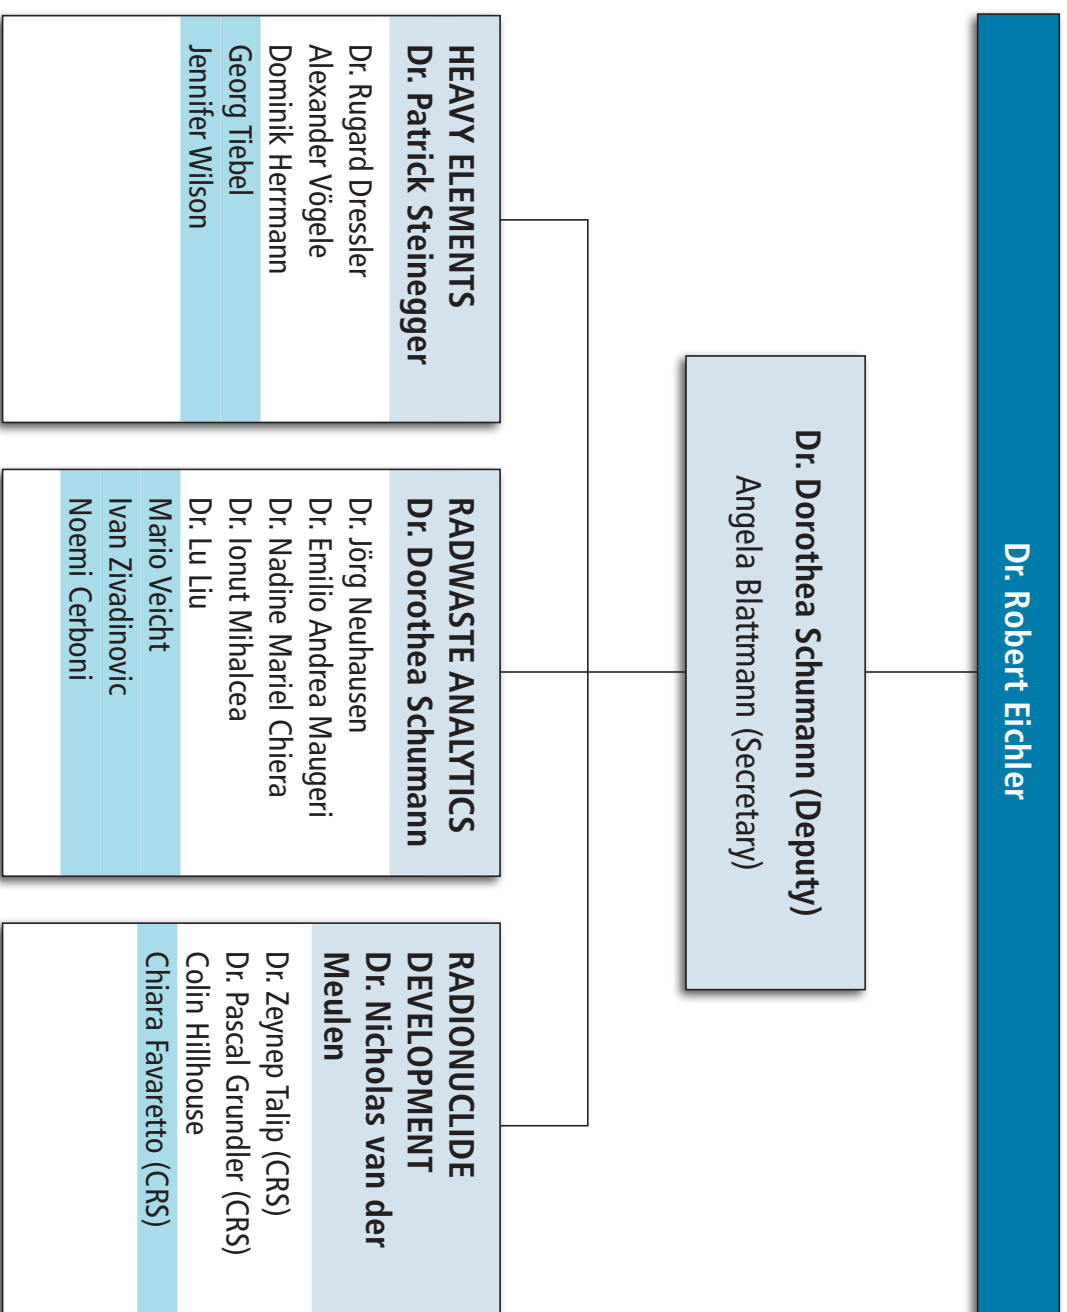 Dr. Robert Eichler
Dr. Dorothea Schumann (Deputy)
Angela Blattmann (Secretary)
HEAVY ELEMENTS
Dr. Patrick Steinegger
Dr. Rugard Dressler
Alexander Vögele
Dominik Herrmann
Georg Tiebel
Jennifer Wilson
RADWASTE ANALYTICS
Dr. Dorothea Schumann
Dr. Jörg Neuhausen
Dr. Emilio Andrea Maugeri
Dr. Nadine Mariel Chiera
Dr. Ionut Mihalcea
Dr. Lu Liu
Mario Veicht
Ivan Zivadinovic
Noemi Cerboni
RADIONUCLIDE
DEVELOPMENT
Dr. Nicholas van der
Meulen
Dr. Zeynep Talip (CRS)
Dr. Pascal Grundler (CRS)
Colin Hillhouse
Chiara Favaretto (CRS)